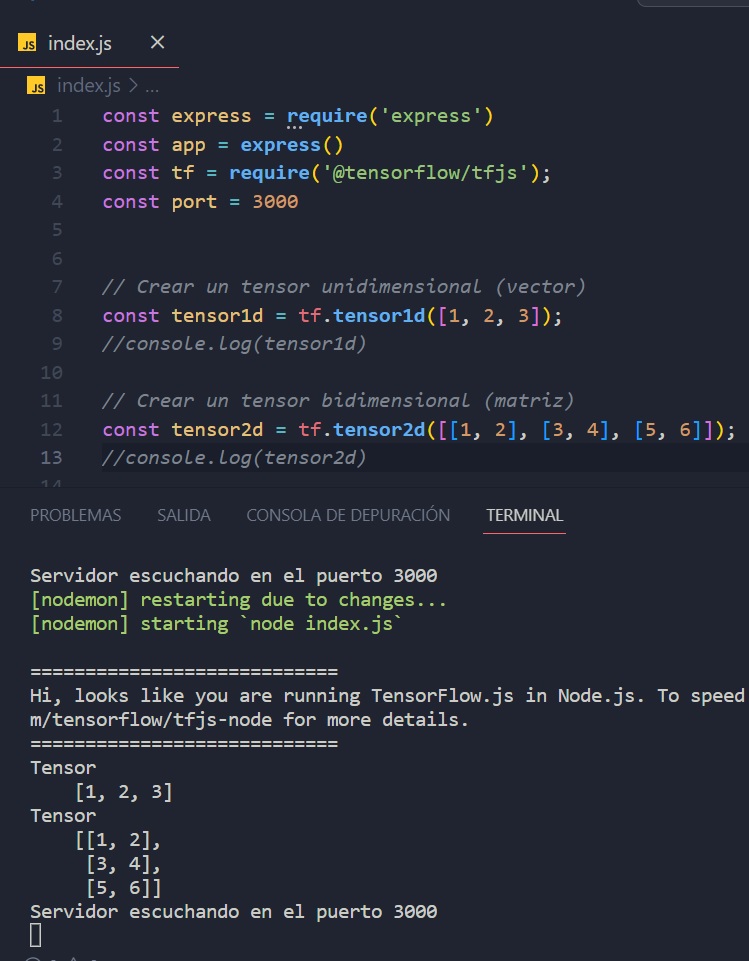 JS index.js ×
JS index.js > ...
1 const express = require('express')
2 const app = express()
3 const tf = require('@tensorflow/tfjs');
4 const port = 3000
5
6
7 // Crear un tensor unidimensional (vector)
8 const tensor1d = tf.tensor1d([1, 2, 3]);
9 //console.log(tensor1d)
10
11 // Crear un tensor bidimensional (matriz)
12 const tensor2d = tf.tensor2d([[1, 2], [3, 4], [5, 6]]);
13 //console.log(tensor2d)
14
PROBLEMAS SALIDA CONSOLA DE DEPURACIÓN TERMINAL
Servidor escuchando en el puerto 3000
[nodemon] restarting due to changes...
[nodemon] starting `node index.js`
============================
Hi, looks like you are running TensorFlow.js in Node.js. To speed
m/tensorflow/tfjs-node for more details.
============================
Tensor
    [1, 2, 3]
Tensor
    [[1, 2],
     [3, 4],
     [5, 6]]
Servidor escuchando en el puerto 3000